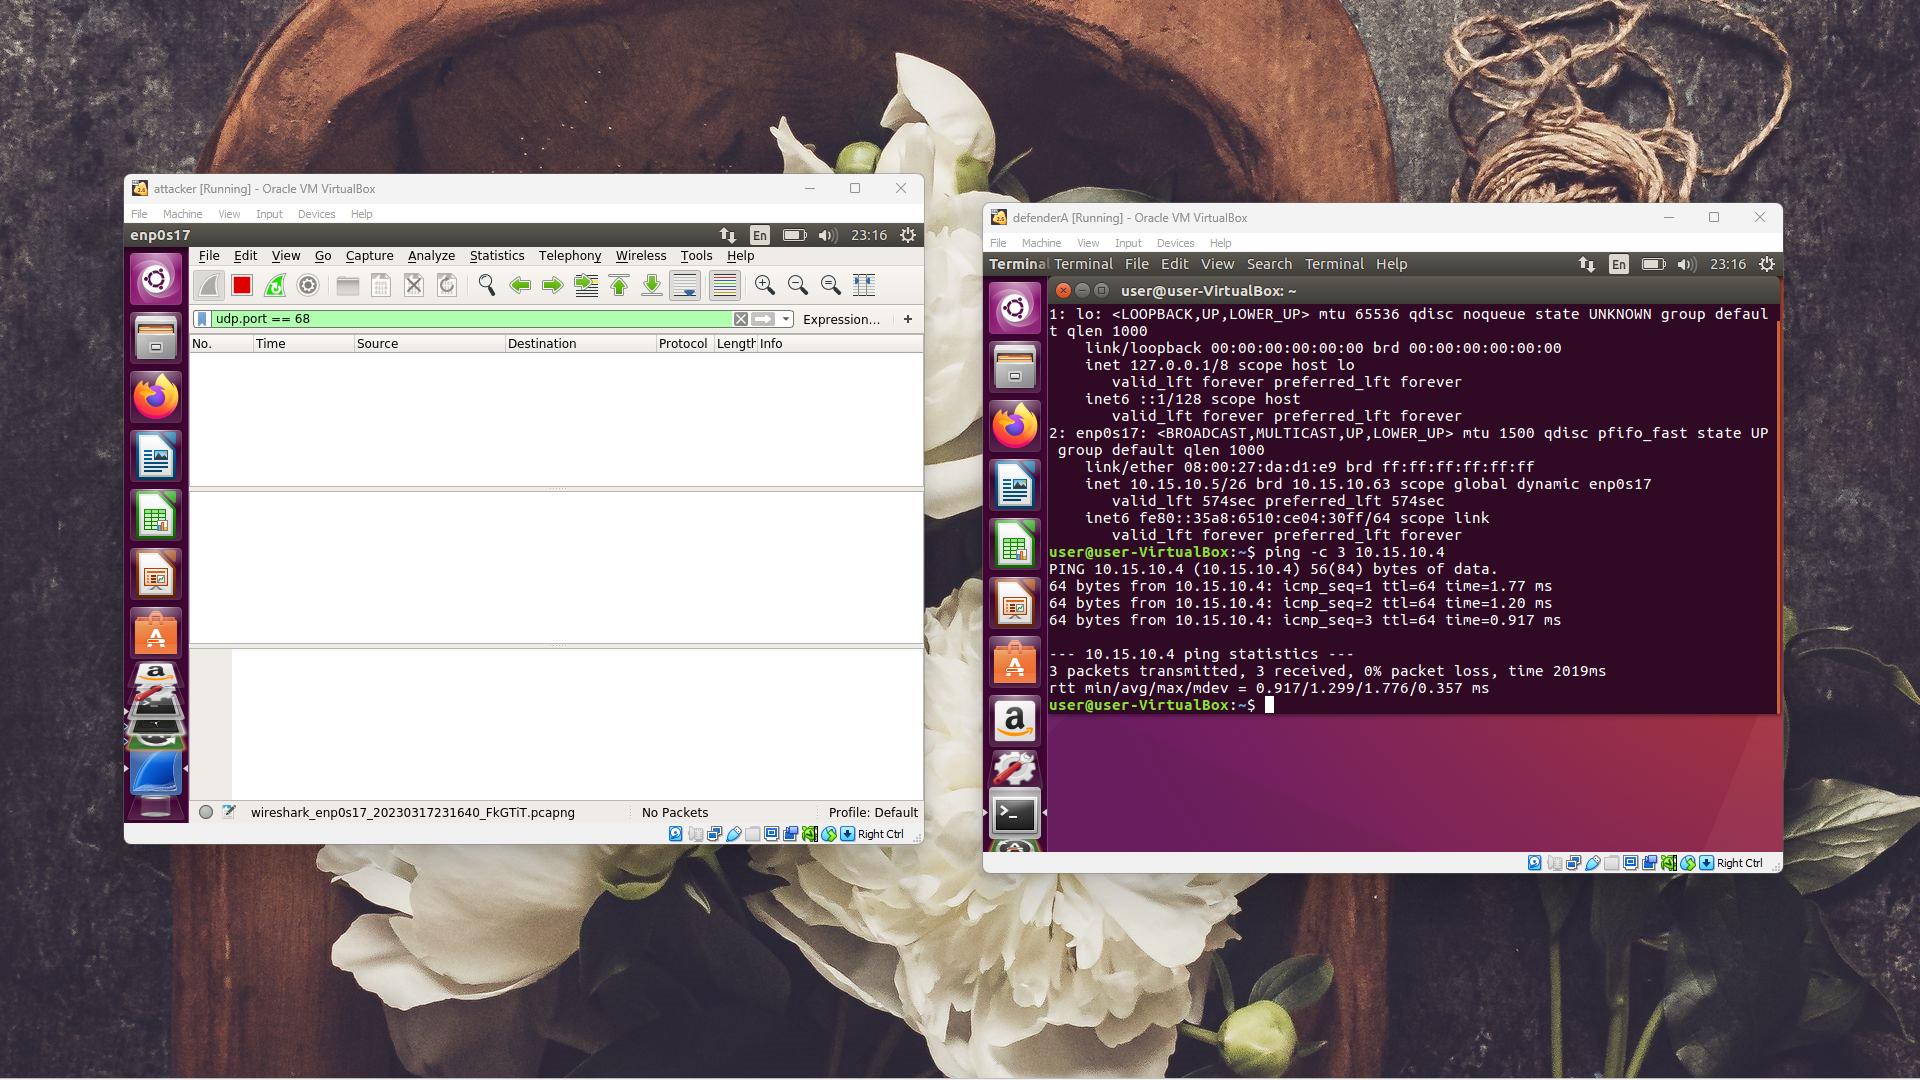 attacker [Running] - Oracle VM VirtualBox
File Machine View Input Devices Help
enp0s17 En 23:16
File Edit View Go Capture Analyze Statistics Telephony Wireless Tools Help
udp.port == 68 Expression... +
No. Time Source Destination Protocol Length Info
wireshark_enp0s17_20230317231640_FkGTiT.pcapng No Packets Profile: Default
Right Ctrl
defenderA [Running] - Oracle VM VirtualBox
File Machine View Input Devices Help
Terminal Terminal File Edit View Search Terminal Help En 23:16
user@user-VirtualBox: ~
1: lo: <LOOPBACK,UP,LOWER_UP> mtu 65536 qdisc noqueue state UNKNOWN group defaul
t qlen 1000
link/loopback 00:00:00:00:00:00 brd 00:00:00:00:00:00
inet 127.0.0.1/8 scope host lo
valid_lft forever preferred_lft forever
inet6 ::1/128 scope host
valid_lft forever preferred_lft forever
2: enp0s17: <BROADCAST,MULTICAST,UP,LOWER_UP> mtu 1500 qdisc pfifo_fast state UP
group default qlen 1000
link/ether 08:00:27:da:d1:e9 brd ff:ff:ff:ff:ff:ff
inet 10.15.10.5/26 brd 10.15.10.63 scope global dynamic enp0s17
valid_lft 574sec preferred_lft 574sec
inet6 fe80::35a8:6510:ce04:30ff/64 scope link
valid_lft forever preferred_lft forever
user@user-VirtualBox:~$ ping -c 3 10.15.10.4
PING 10.15.10.4 (10.15.10.4) 56(84) bytes of data.
64 bytes from 10.15.10.4: icmp_seq=1 ttl=64 time=1.77 ms
64 bytes from 10.15.10.4: icmp_seq=2 ttl=64 time=1.20 ms
64 bytes from 10.15.10.4: icmp_seq=3 ttl=64 time=0.917 ms
--- 10.15.10.4 ping statistics ---
3 packets transmitted, 3 received, 0% packet loss, time 2019ms
rtt min/avg/max/mdev = 0.917/1.299/1.776/0.357 ms
user@user-VirtualBox:~$
Right Ctrl